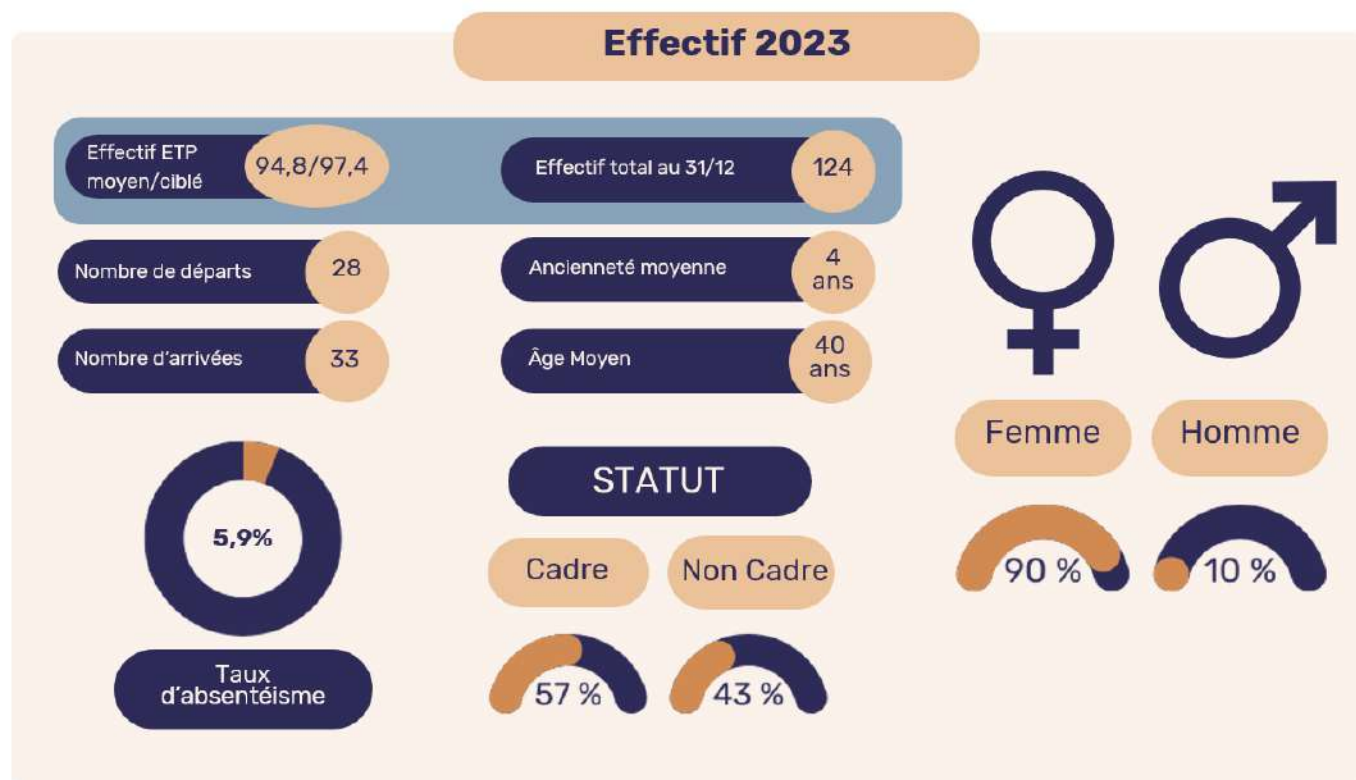 Effectif 2023
Effectif ETP
moyen/ciblé
94,8/97,4
Effectif total au 31/12
124
Nombre de départs
28
Ancienneté moyenne
4
ans
Nombre d'arrivées
33
Âge Moyen
40
ans
Femme
Homme
90 %
10 %
5,9%
Taux
d'absentéisme
STATUT
Cadre
Non Cadre
57 %
43 %